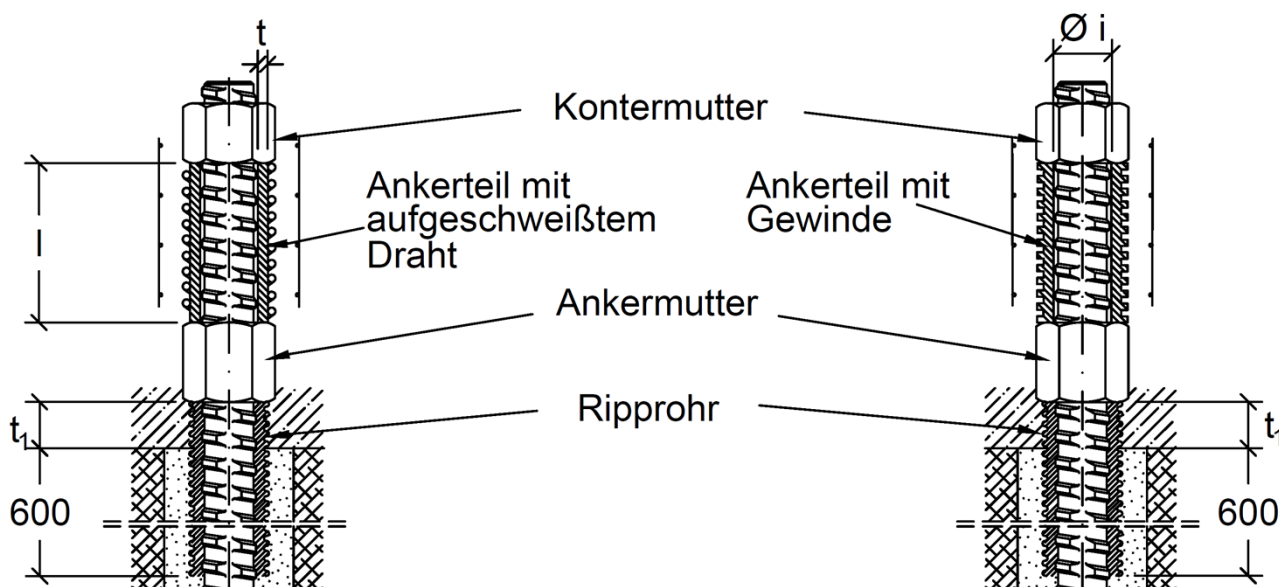 t
Ø i
Kontermutter
Ankerteil mit
aufgeschweißtem
Draht
Ankerteil mit
Gewinde
l
Ankermutter
Ripprohr
t₁
t₁
600
600